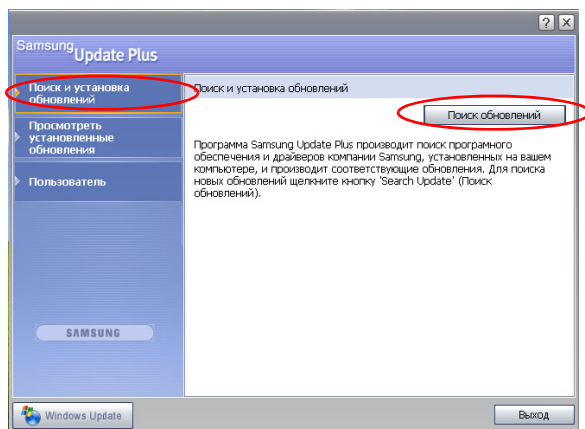 Samsung Update Plus
Поиск и установка
обновлений
Просмотреть
установленные
обновления
Пользователь
SAMSUNG
Windows Update
Поиск и установка обновлений
Поиск обновлений
Программа Samsung Update Plus производит поиск програмного
обеспечения и драйверов компании Samsung, установленных на вашем
компьютере, и производит соответствующие обновления. Для поиска
новых обновлений щелкните кнопку 'Search Update' (Поиск
обновлений).
Выход